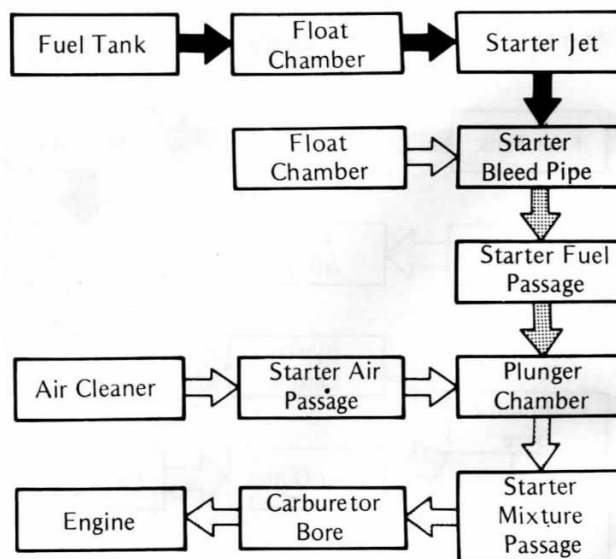 Fuel Tank
Float
Chamber
Starter Jet
Float
Chamber
Starter
Bleed Pipe
Starter Fuel
Passage
Air Cleaner
Starter Air
Passage
Plunger
Chamber
Engine
Carburetor
Bore
Starter
Mixture
Passage